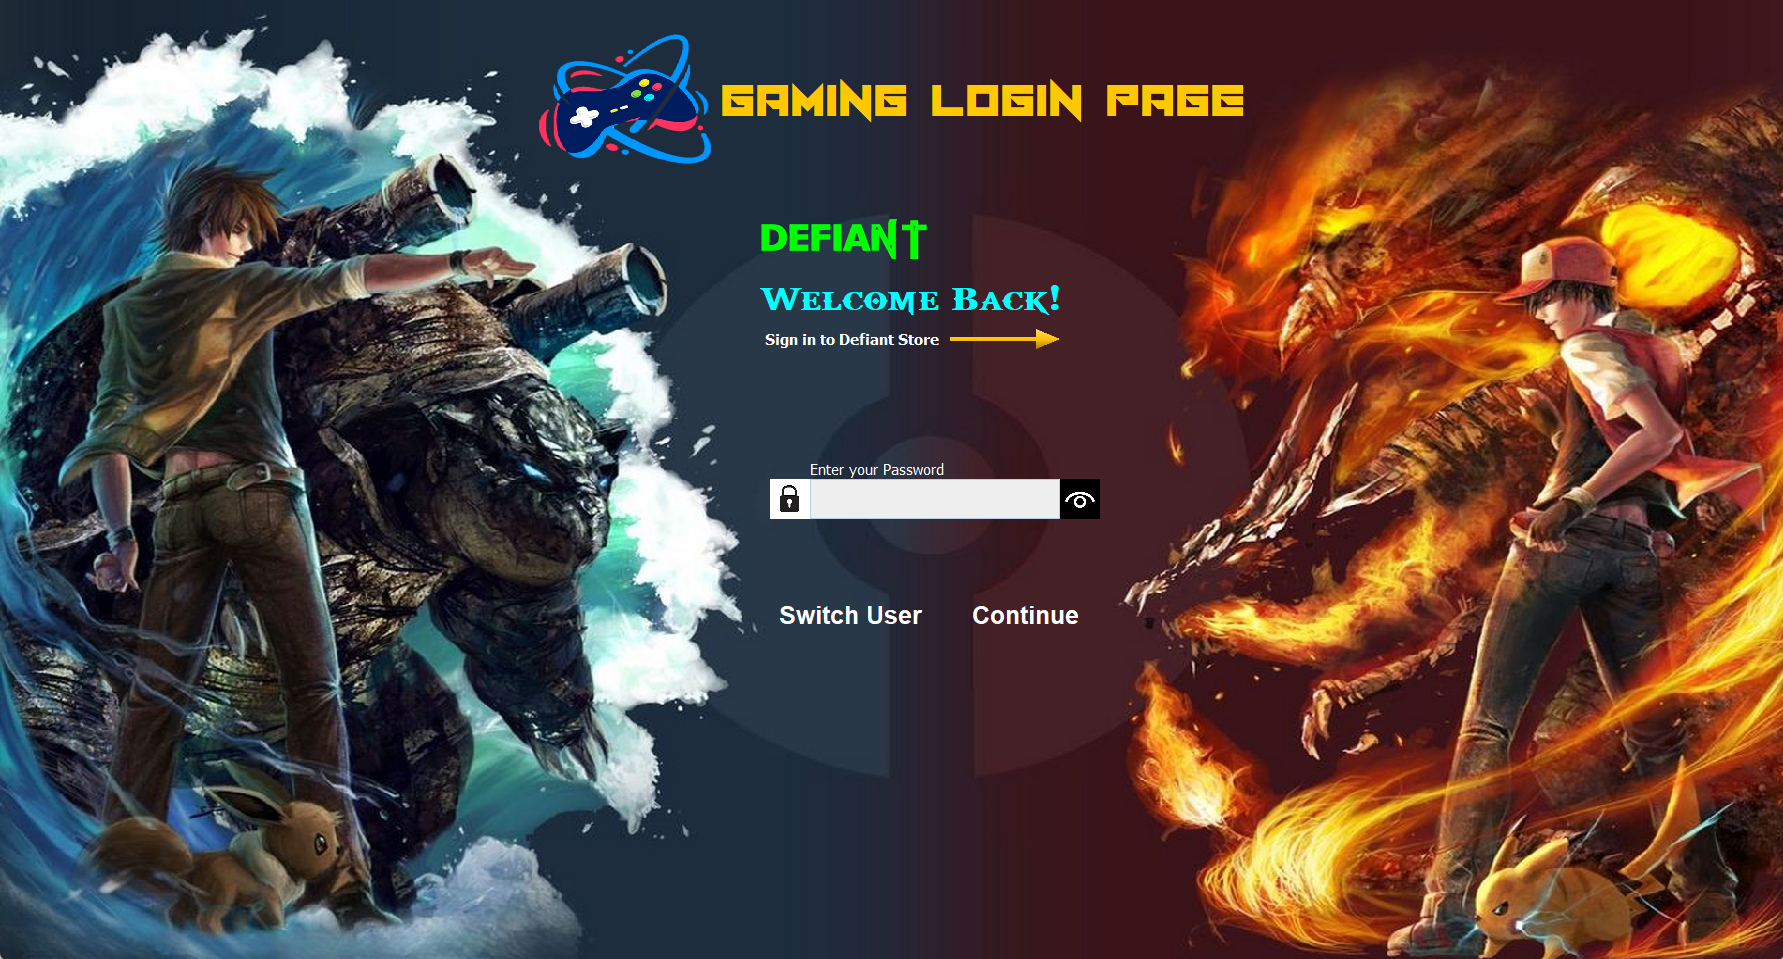 GAMING LOGIN PAGE
DEFIANT
Welcome Back!
Sign in to Defiant Store
Enter your Password
Switch User
Continue